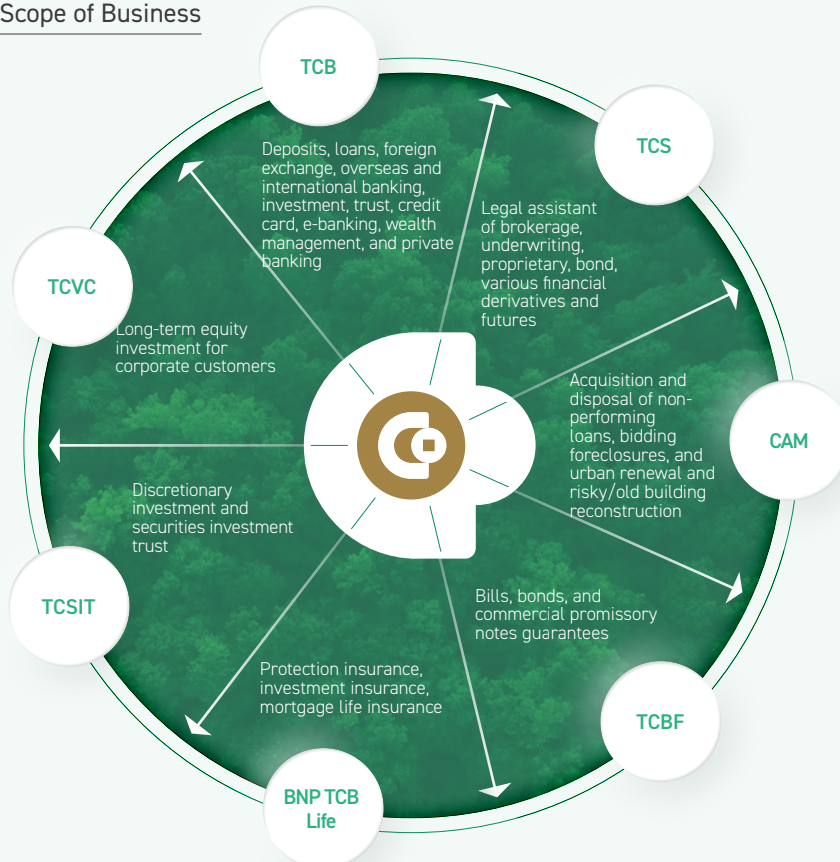 Scope of Business
TCB
Deposits, loans, foreign
exchange, overseas and
international banking,
investment, trust, credit
card, e-banking, wealth
management, and private
banking
TCS
Legal assistant
of brokerage,
underwriting,
proprietary, bond,
various financial
derivatives and
futures
CAM
Acquisition and
disposal of non-
performing
loans, bidding
foreclosures, and
urban renewal and
risky/old building
reconstruction
TCBF
Bills, bonds, and
commercial promissory
notes guarantees
BNP TCB
Life
Protection insurance,
investment insurance,
mortgage life insurance
TCSIT
Discretionary
investment and
securities investment
trust
TCVC
Long-term equity
investment for
corporate customers